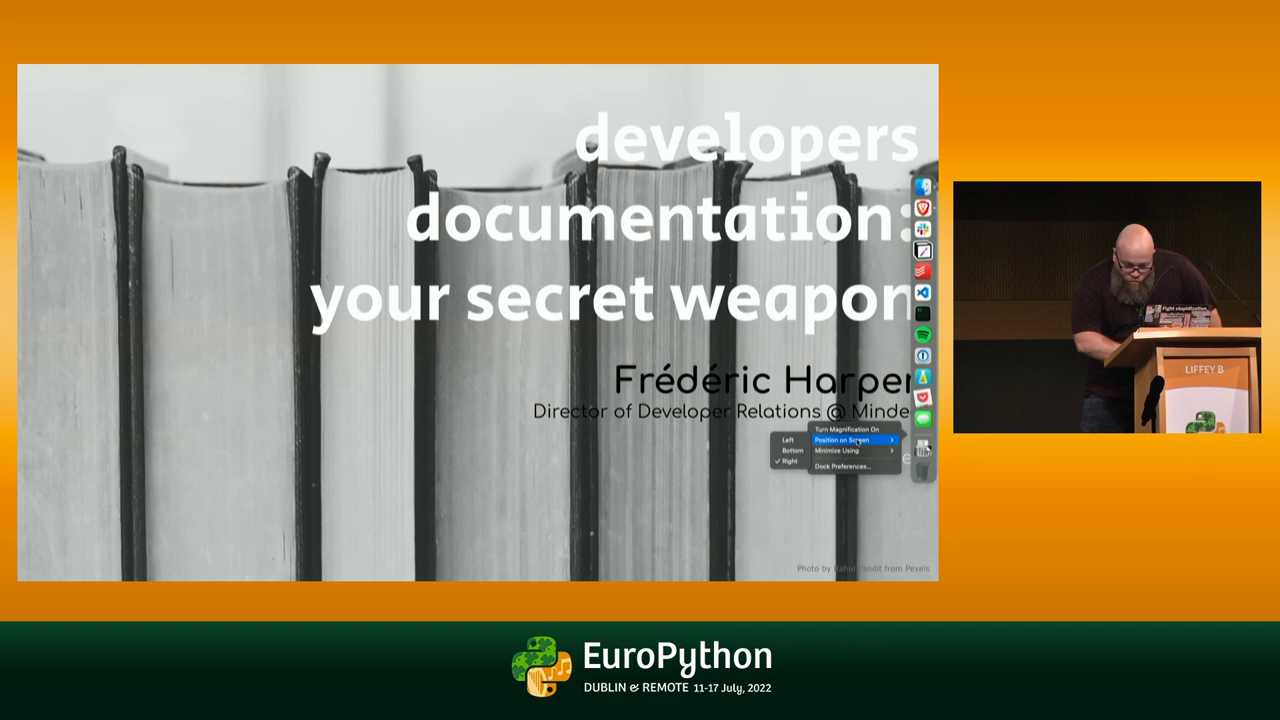 developers
documentation:
your secret weapon
Frédéric Harper
Director of Developer Relations @ Minde
Turn Magnification On
Position on Screen
Minimize Using
Dock Preferences...
Left
Bottom
✓ Right
Photo by Rahul Pandit from Pexels
Fight stupidization
LIFFEY B
EuroPython
DUBLIN & REMOTE 11-17 July, 2022